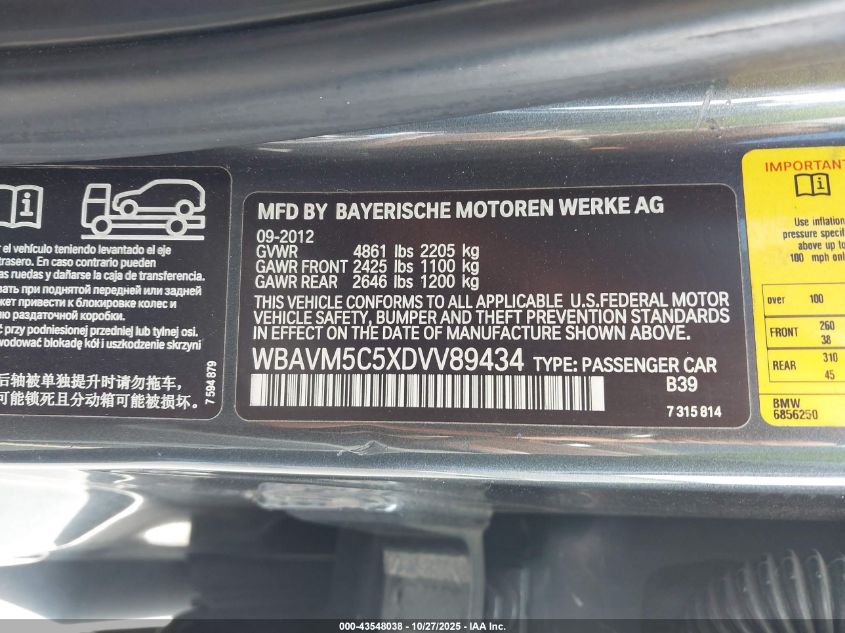 r el vehículo teniendo levantado el eje
trasero. En caso contrario pueden
as ruedas y dañarse la caja de transferencia.
вать при поднятой передней или задней
жет привести к блокировке колес и
ю раздаточной коробки.
ć przy podniesionej przedniej lub tylnej osi.
wodować blokadę kół i uszkodzenie skrzyni
后轴被单独提升时请勿拖车，
可能锁死且分动箱可能被损坏。
7 594 879
MFD BY BAYERISCHE MOTOREN WERKE AG
09-2012
GVWR 4861 lbs 2205 kg
GAWR FRONT 2425 lbs 1100 kg
GAWR REAR 2646 lbs 1200 kg
THIS VEHICLE CONFORMS TO ALL APPLICABLE U.S.FEDERAL MOTOR
VEHICLE SAFETY, BUMPER AND THEFT PREVENTION STANDARDS
IN EFFECT ON THE DATE OF MANUFACTURE SHOWN ABOVE.
WBAVM5C5XDVV89434 TYPE: PASSENGER CAR
B39
7 315 814
IMPORTANT
Use inflation
pressure specif
above up to
100 mph onl
over 100
FRONT 260
38
REAR 310
45
BMW
6856250
000-43548038 | 10/27/2025 | IAA Inc.